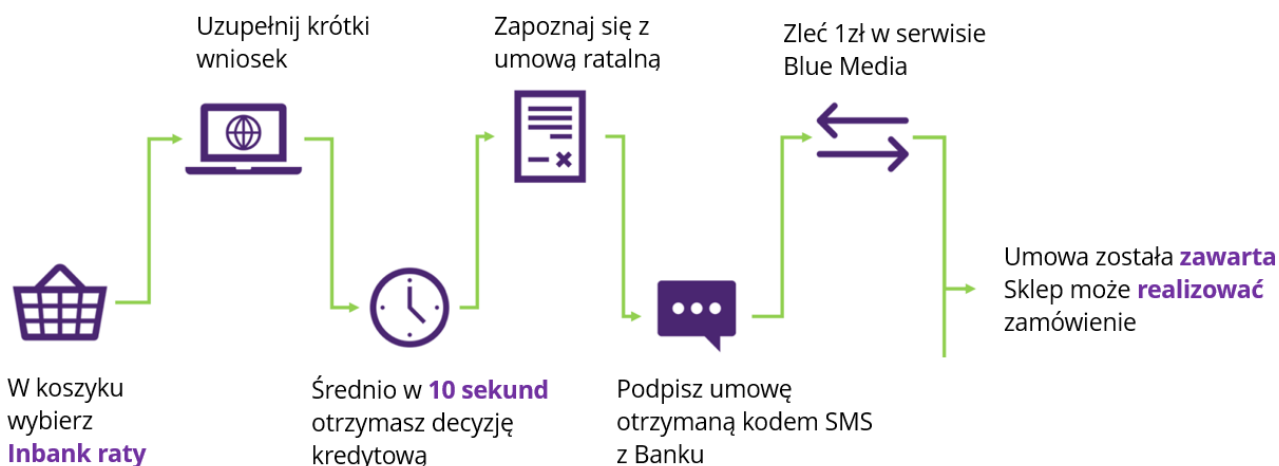 W koszyku
wybierz
Inbank raty
Uzupełnij krótki
wniosek
Średnio w 10 sekund
otrzymasz decyzję
kredytową
Zapoznaj się z
umową ratalną
Podpisz umowę
otrzymaną kodem SMS
z Banku
Zleć 1zł w serwisie
Blue Media
Umowa została zawarta
Sklep może realizować
zamówienie